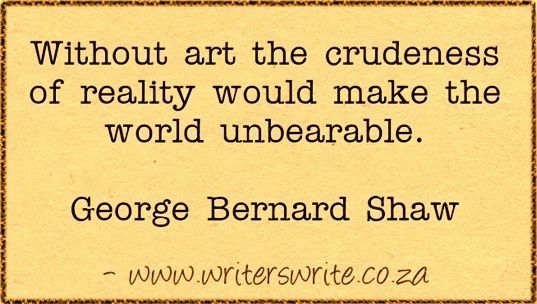 Without art the crudeness
of reality would make the
world unbearable.
George Bernard Shaw
- www.writerswrite.co.za